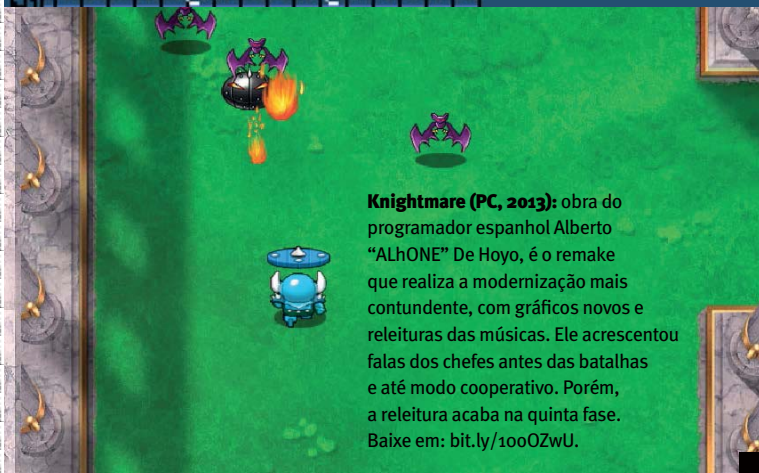 Knightmare (PC, 2013): obra do
programador espanhol Alberto
“ALhONE” De Hoyo, é o remake
que realiza a modernização mais
contundente, com gráficos novos e
releituras das músicas. Ele acrescentou
falas dos chefes antes das batalhas
e até modo cooperativo. Porém,
a releitura acaba na quinta fase.
Baixe em: bit.ly/1ooOZwU.